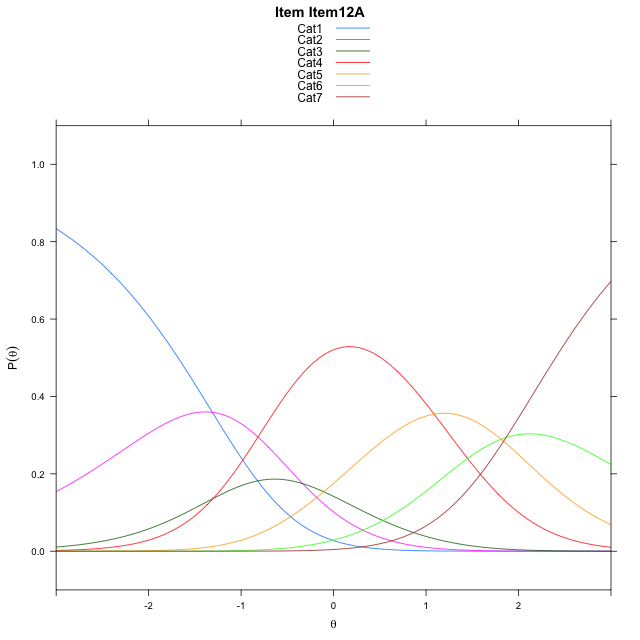 Item Item12A
Cat1
Cat2
Cat3
Cat4
Cat5
Cat6
Cat7
1.0
0.8
0.6
0.4
0.2
0.0
P(θ)
-2 -1 0 1 2
θ